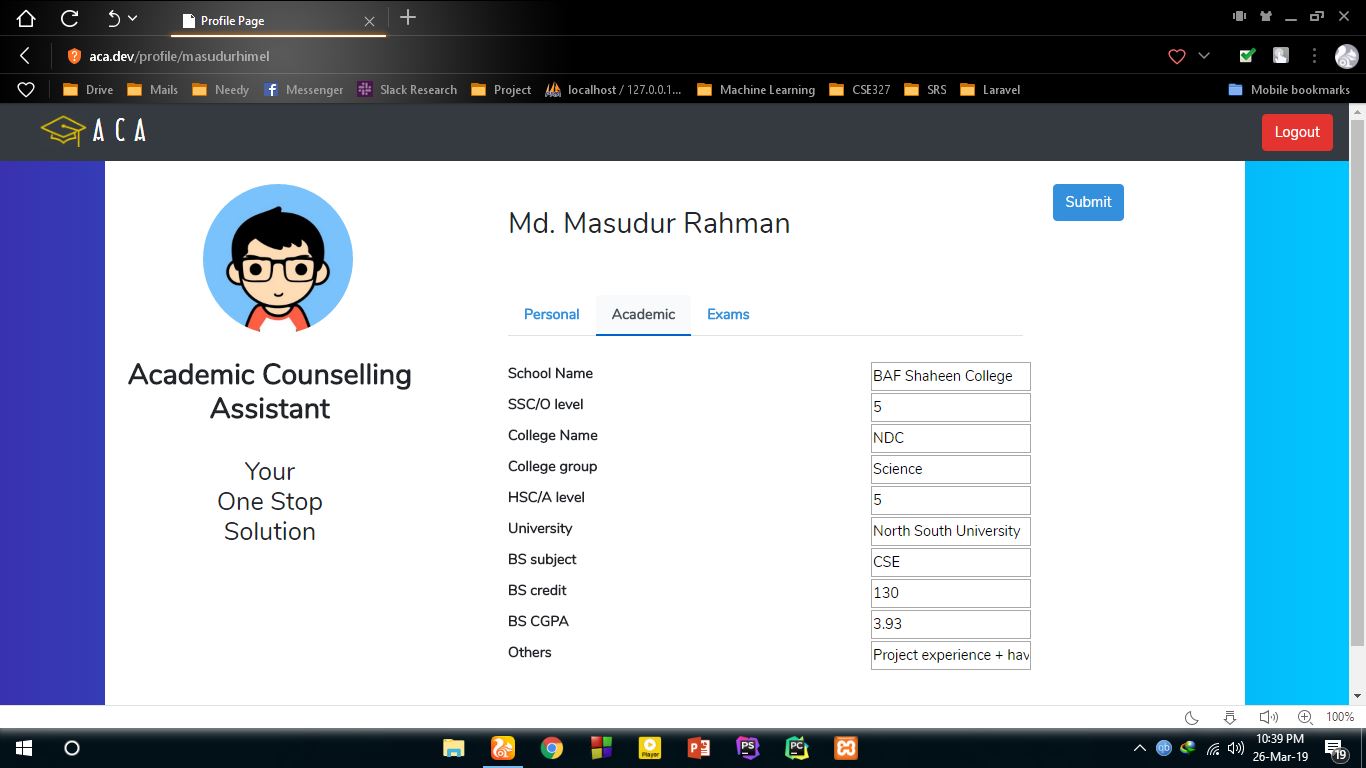 Profile Page
aca.dev/profile/masudurhimel
Drive Mails Needy Messenger Slack Research Project localhost / 127.0.0.1... Machine Learning CSE327 SRS Laravel Mobile bookmarks
ACA Logout
Submit
Md. Masudur Rahman
Personal Academic Exams
Academic Counselling
Assistant
Your
One Stop
Solution
School Name BAF Shaheen College
SSC/O level 5
College Name NDC
College group Science
HSC/A level 5
University North South University
BS subject CSE
BS credit 130
BS CGPA 3.93
Others Project experience + hav
100%
Player PS PC
10:39 PM
26-Mar-19
19